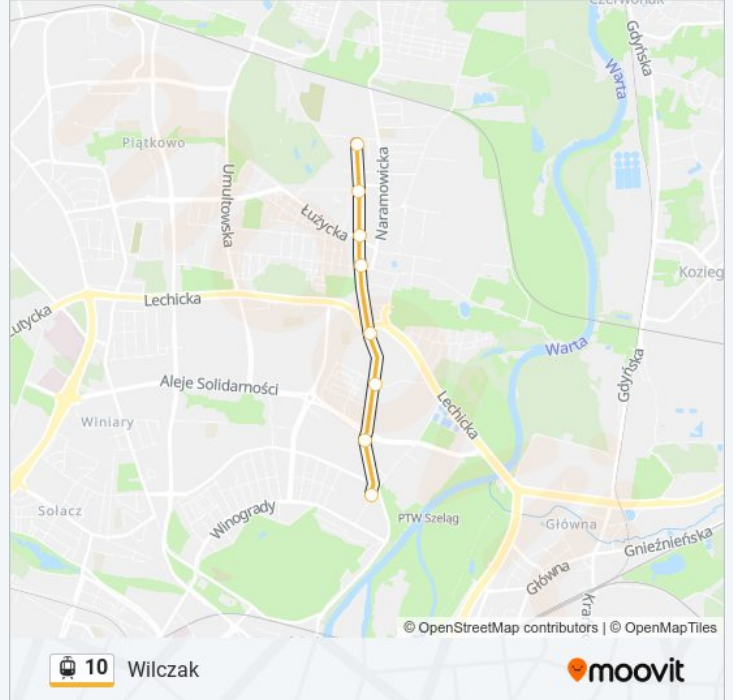 Czerwonak
Gdyńska
Warta
Piątkowo
Umultowska
Naramowicka
Łużycka
Kozieg
Lechicka
Lutycka
Warta
Gdyńska
Aleje Solidarności
Lechicka
Winiary
Sołacz
Winogrady
PTW Szeląg
Główna
Gnieźnieńska
Główna
Kra
© OpenStreetMap contributors | © OpenMapTiles
10 Wilczak
moovit